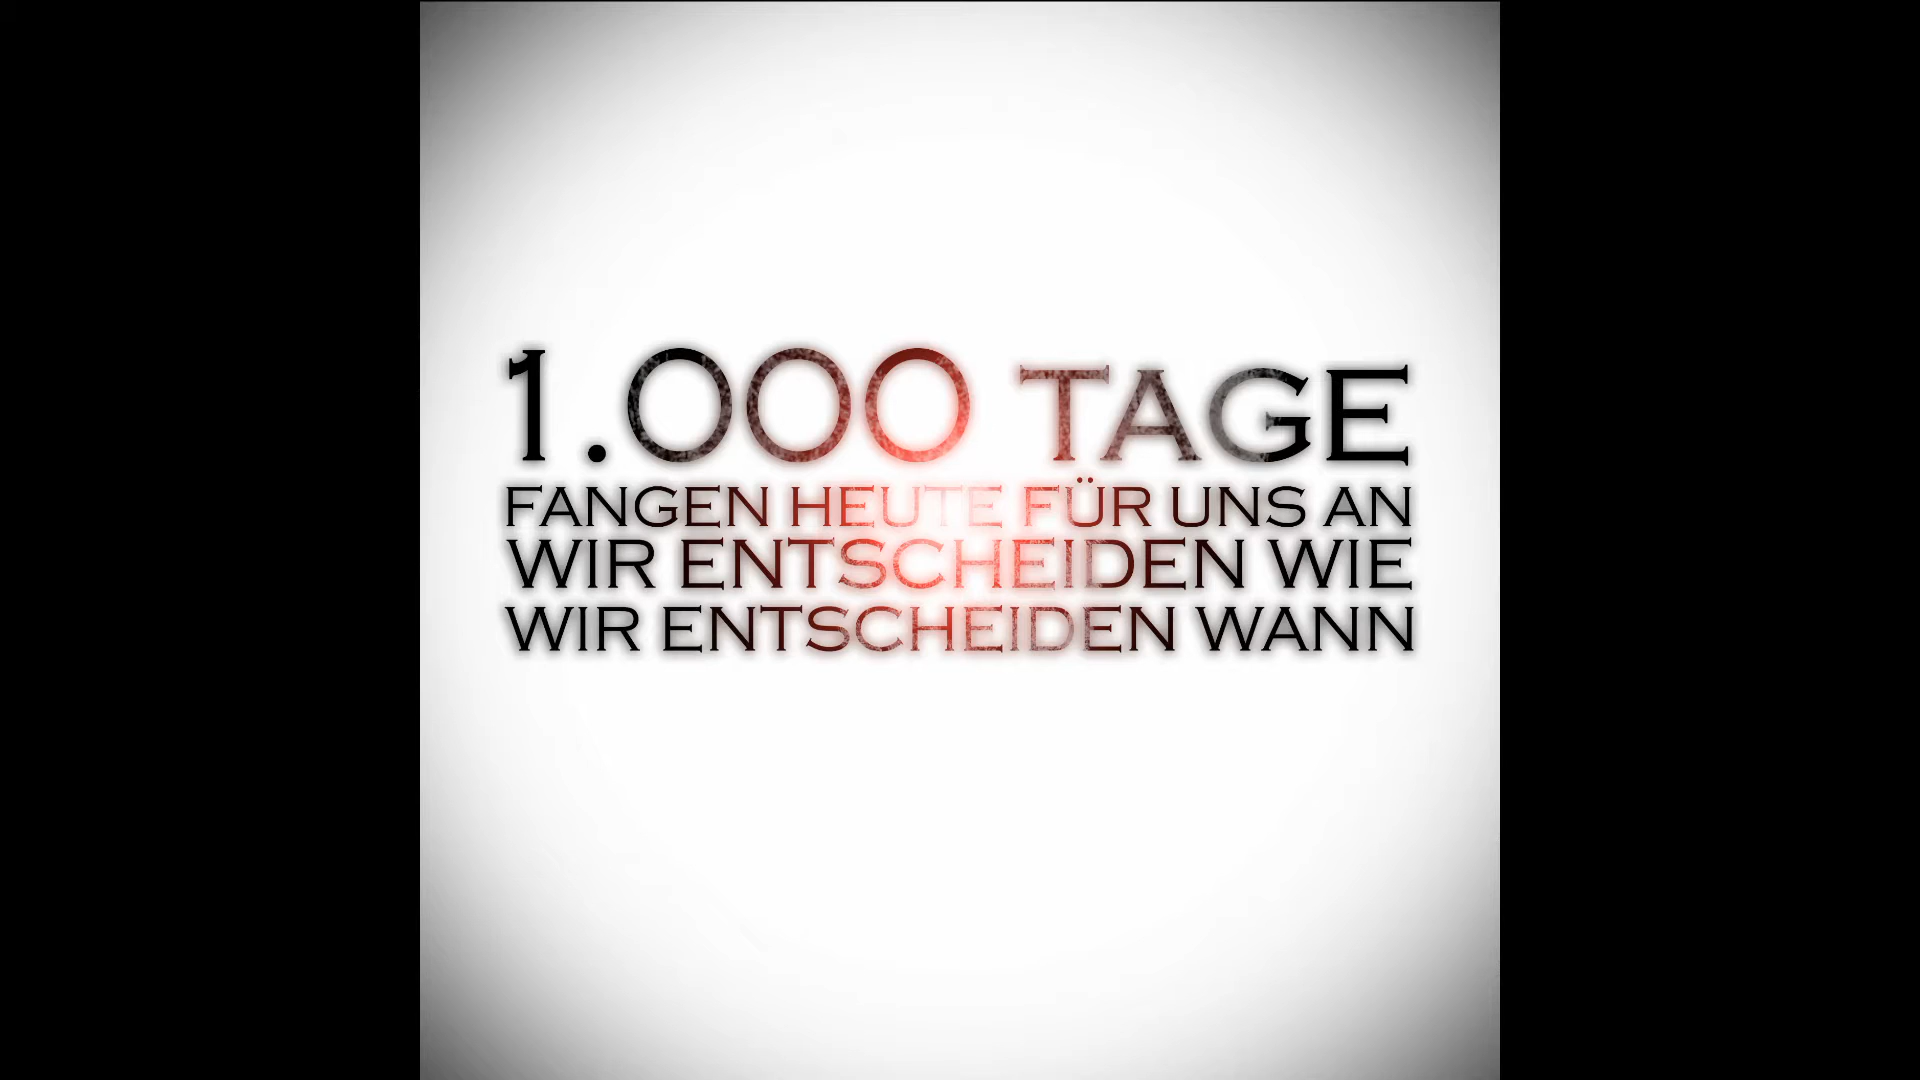 1.000 TAGE
FANGEN HEUTE FÜR UNS AN
WIR ENTSCHEIDEN WIE
WIR ENTSCHEIDEN WANN